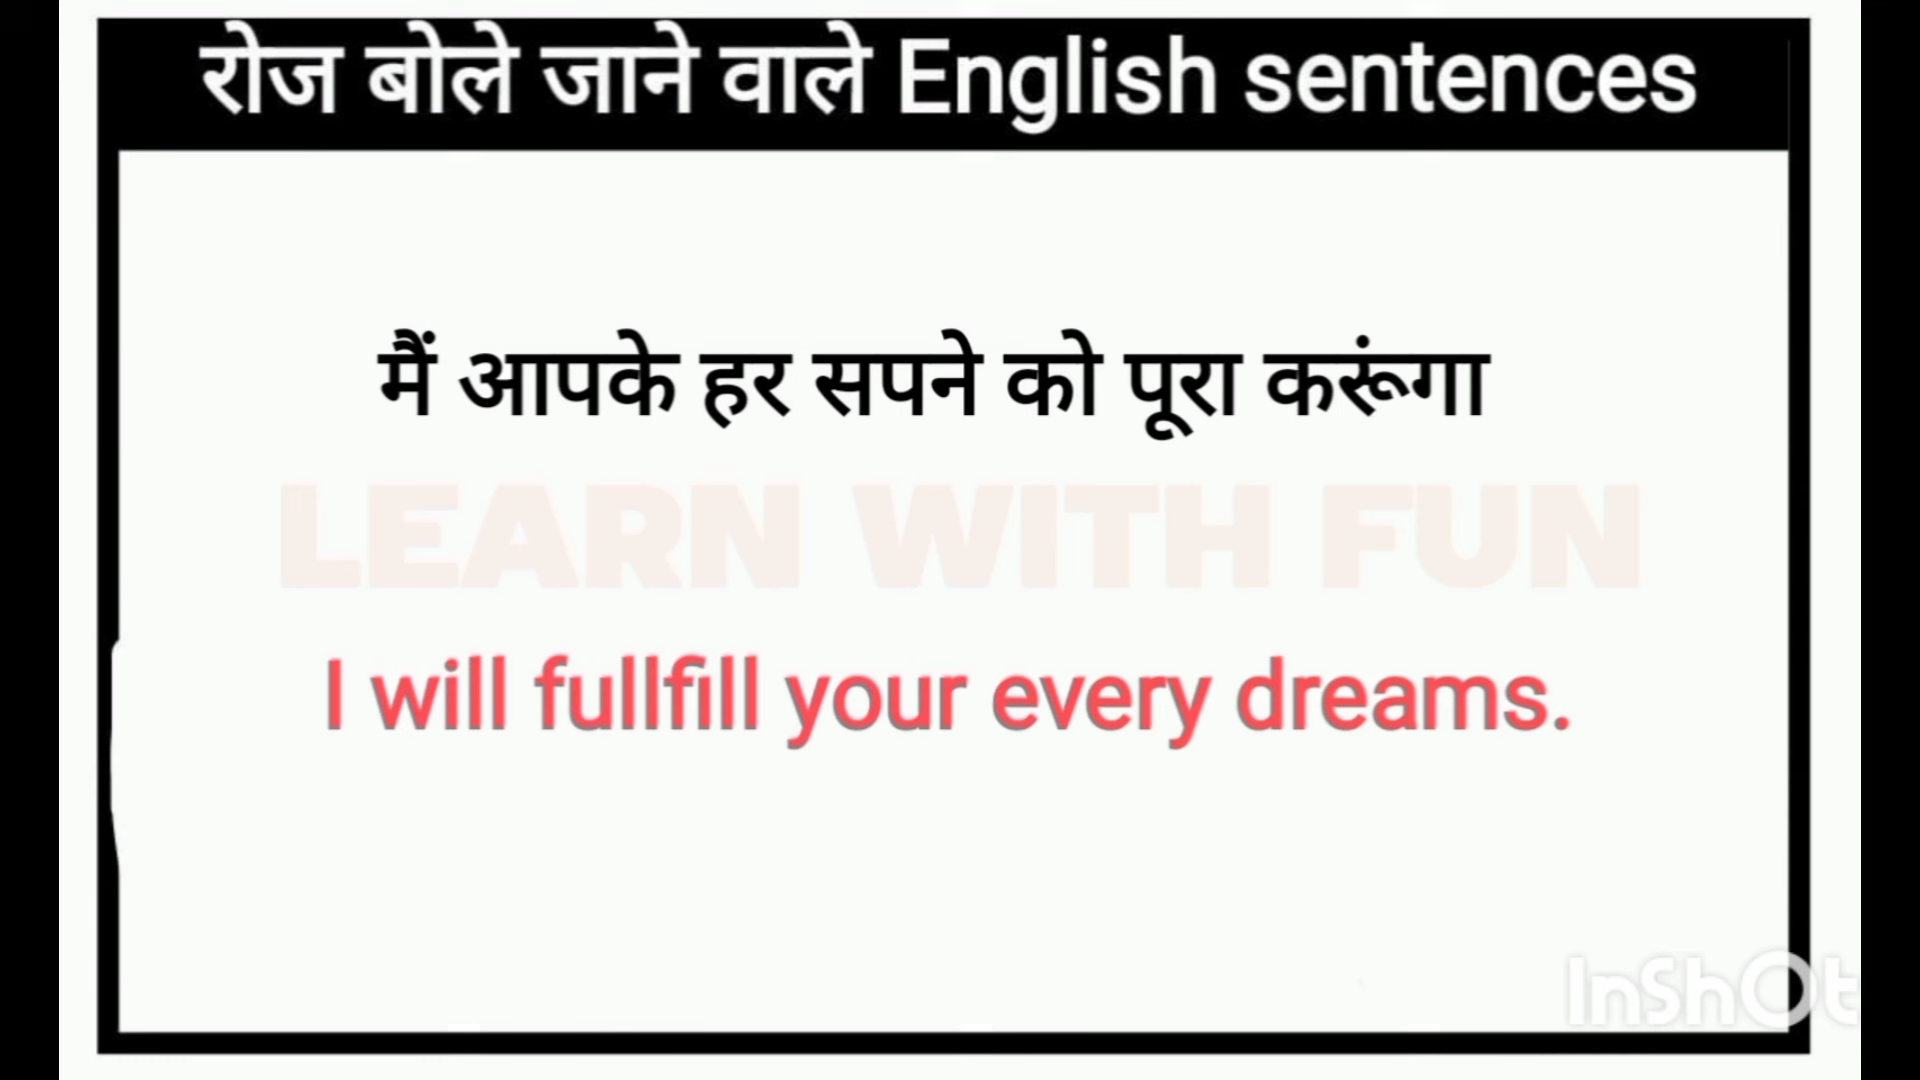 रोज बोले जाने वाले English sentences
मैं आपके हर सपने को पूरा करूंगा
LEARN WITH FUN
I will fullfill your every dreams.
InShOt